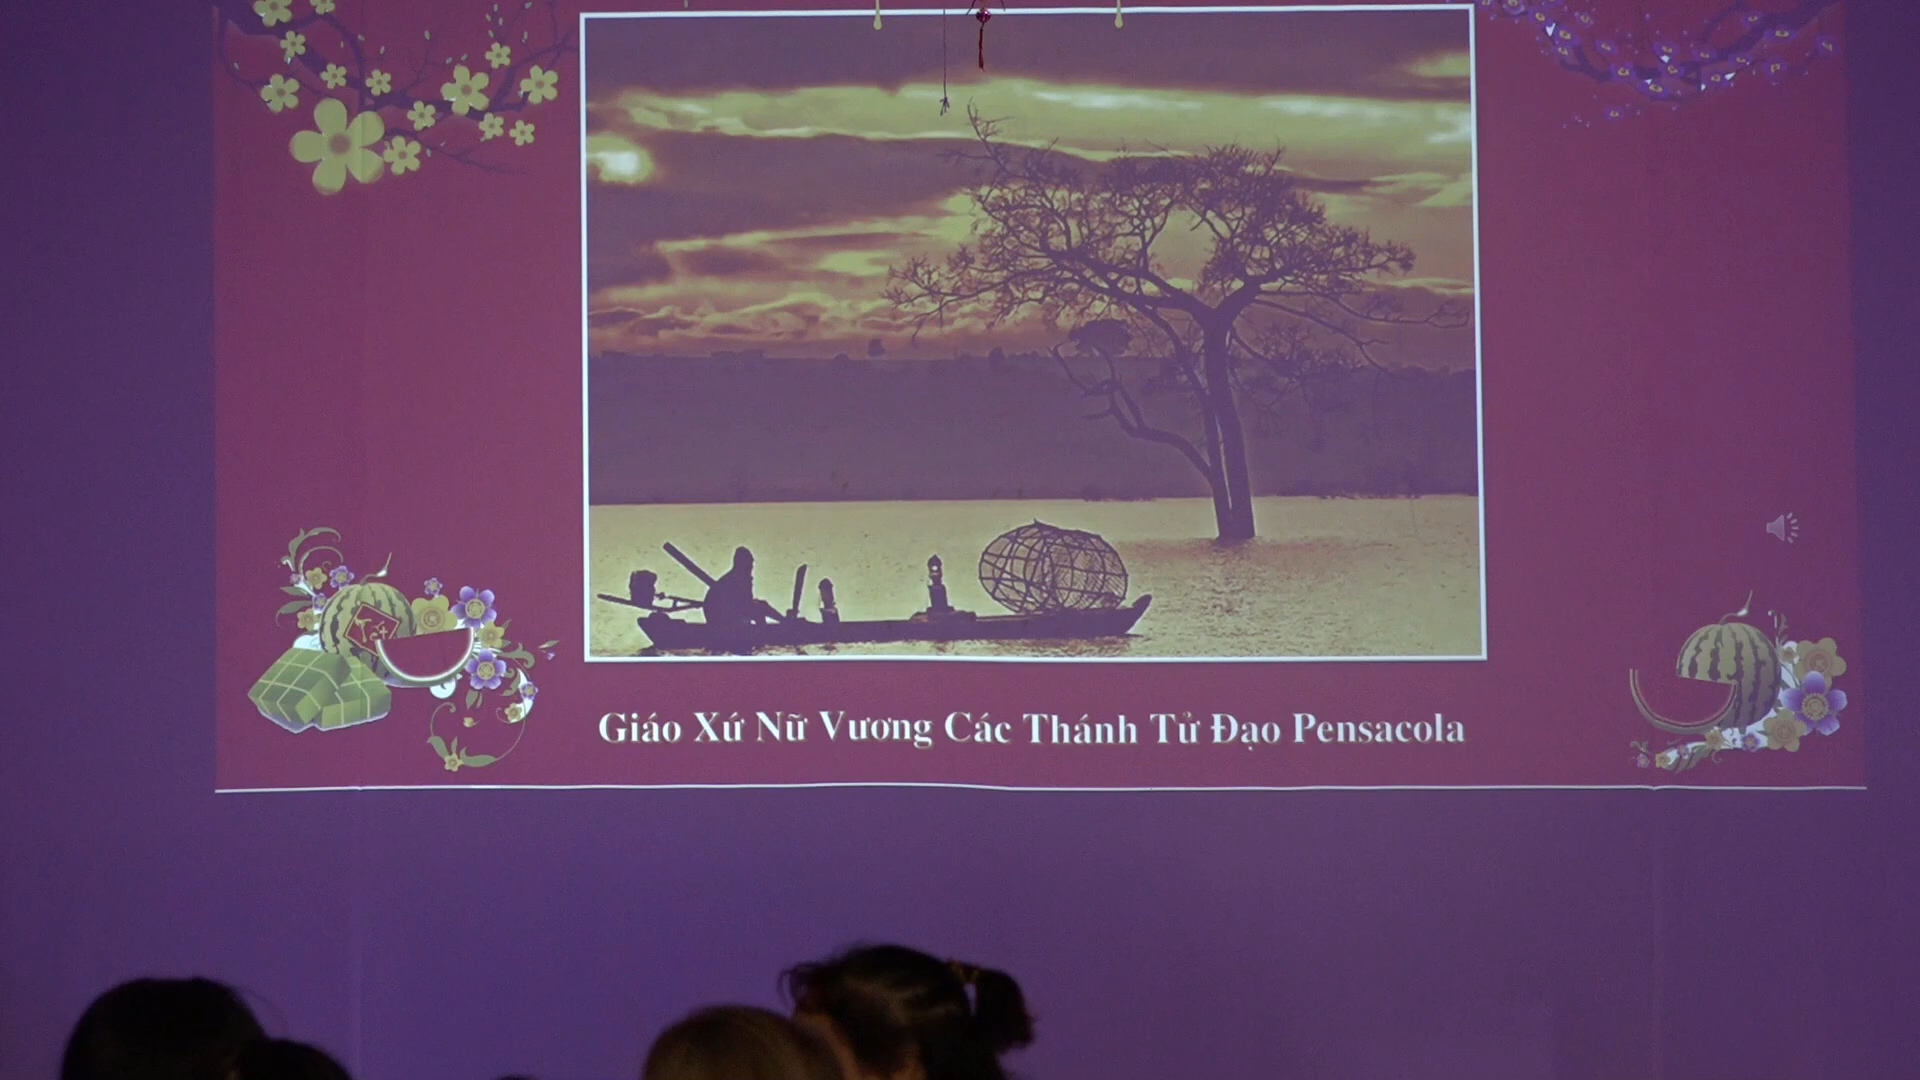 Giáo Xứ Nữ Vương Các Thánh Tử Đạo Pensacola